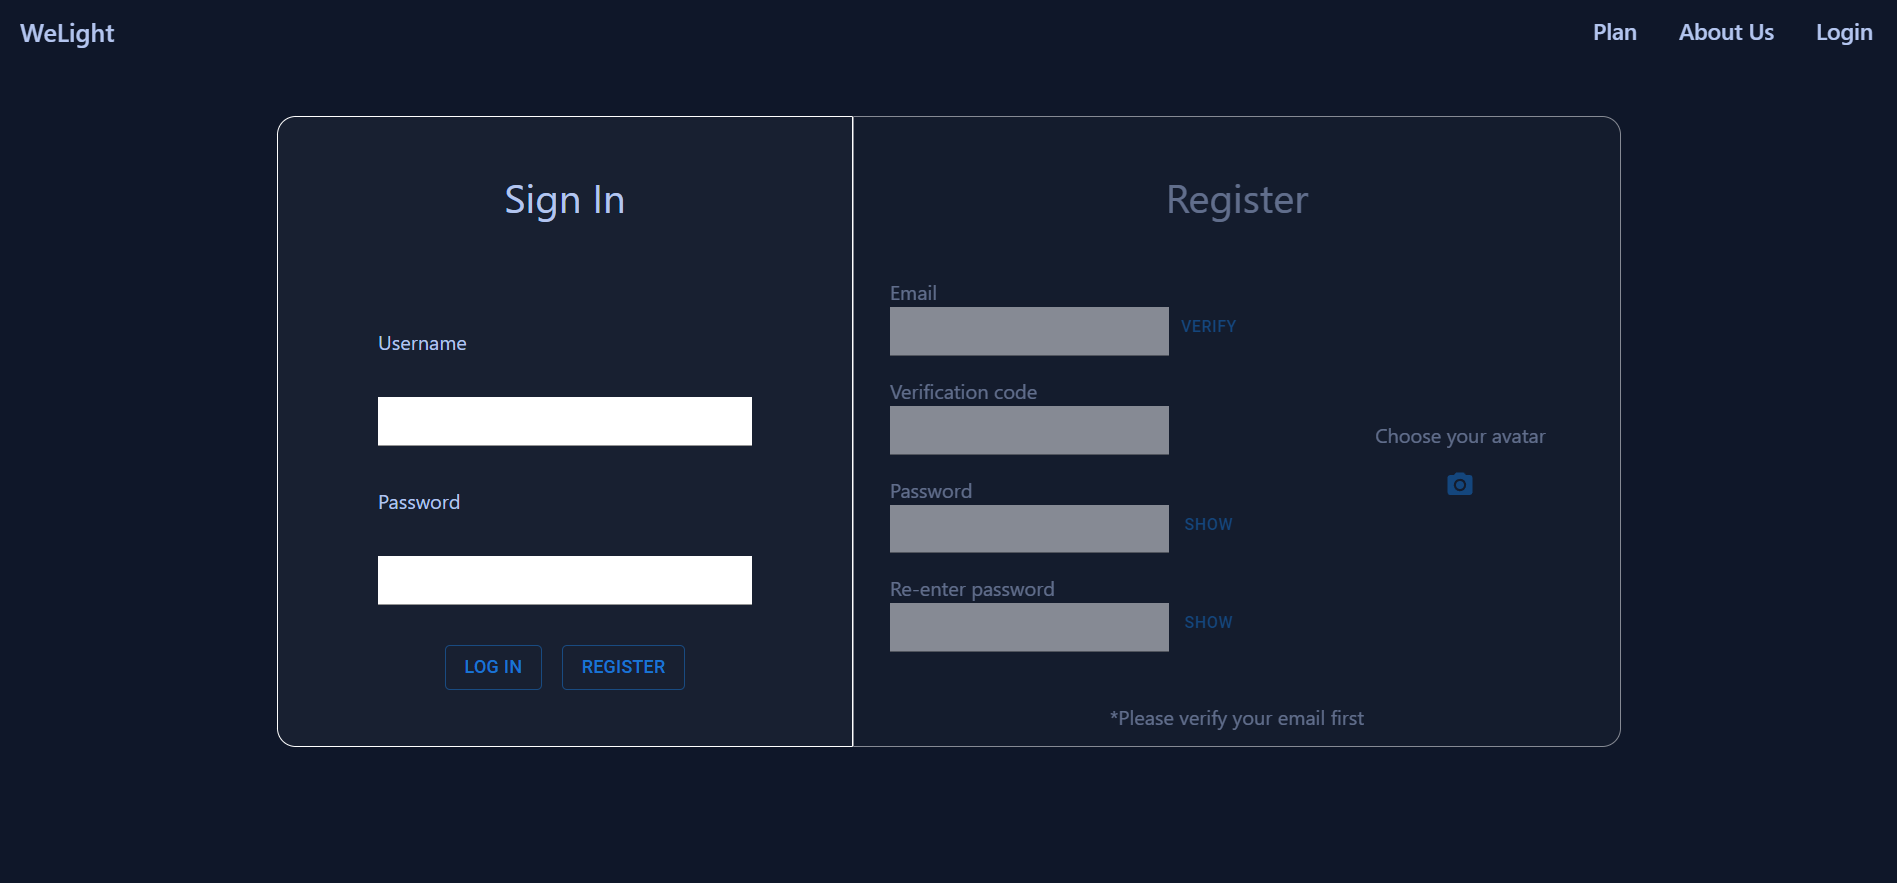 WeLight
Plan
About Us
Login
Sign In
Username
Password
LOG IN
REGISTER
Register
Email
VERIFY
Verification code
Password
SHOW
Re-enter password
SHOW
Choose your avatar
*Please verify your email first